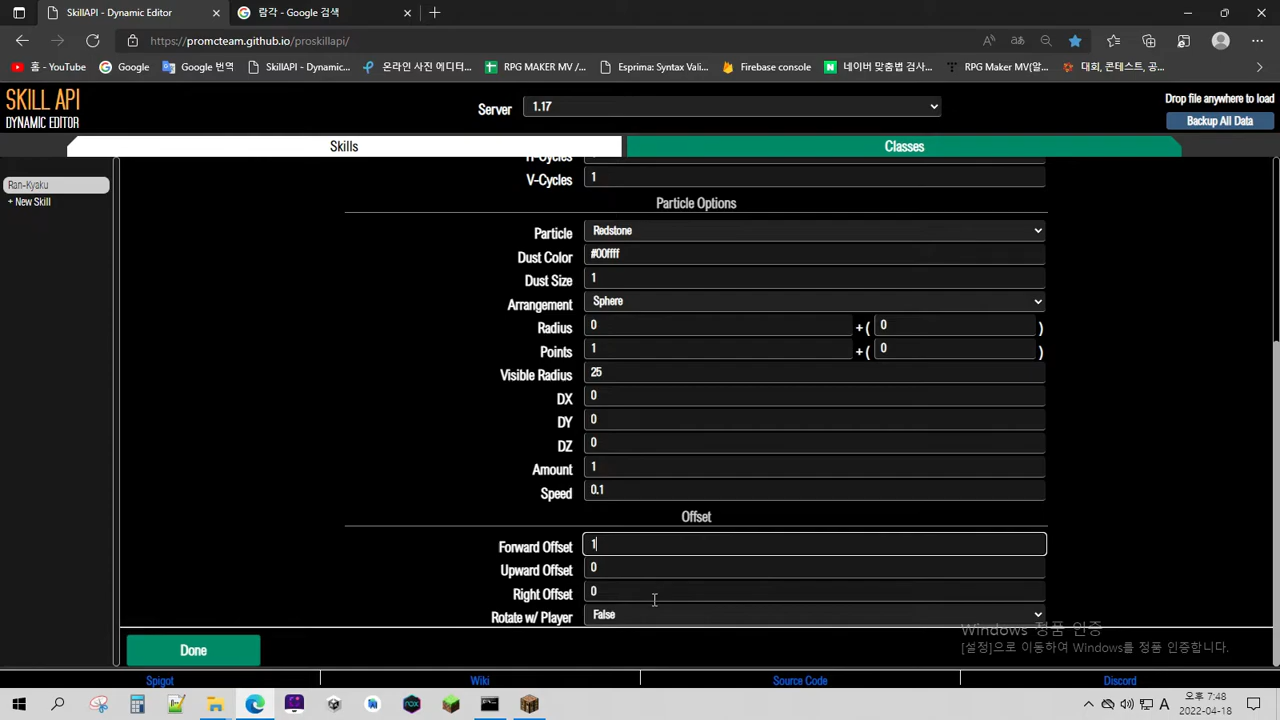 SkillAPI - Dynamic Editor
람각 - Google 검색
https://promcteam.github.io/proskillapi/
홈 - YouTube
Google
Google 번역
SkillAPI - Dynamic...
온라인 사진 에디터...
RPG MAKER MV /...
Esprima: Syntax Vali...
Firebase console
네이버 맞춤법 검사...
RPG Maker MV(알...
대회, 콘테스트, 공...
SKILL API
DYNAMIC EDITOR
Server
1.17
Drop file anywhere to load
Backup All Data
Skills
Classes
Ran-Kyaku
+ New Skill
H-Cycles
V-Cycles 1
Particle Options
Particle Redstone
Dust Color #00ffff
Dust Size 1
Arrangement Sphere
Radius 0 +( 0 )
Points 1 +( 0 )
Visible Radius 25
DX 0
DY 0
DZ 0
Amount 1
Speed 0.1
Offset
Forward Offset 1
Upward Offset 0
Right Offset 0
Rotate w/ Player False
Done
Windows 정품 인증
[설정]으로 이동하여 Windows를 정품 인증합니다.
Spigot
Wiki
Source Code
Discord
A
오후 7:48
2022-04-18